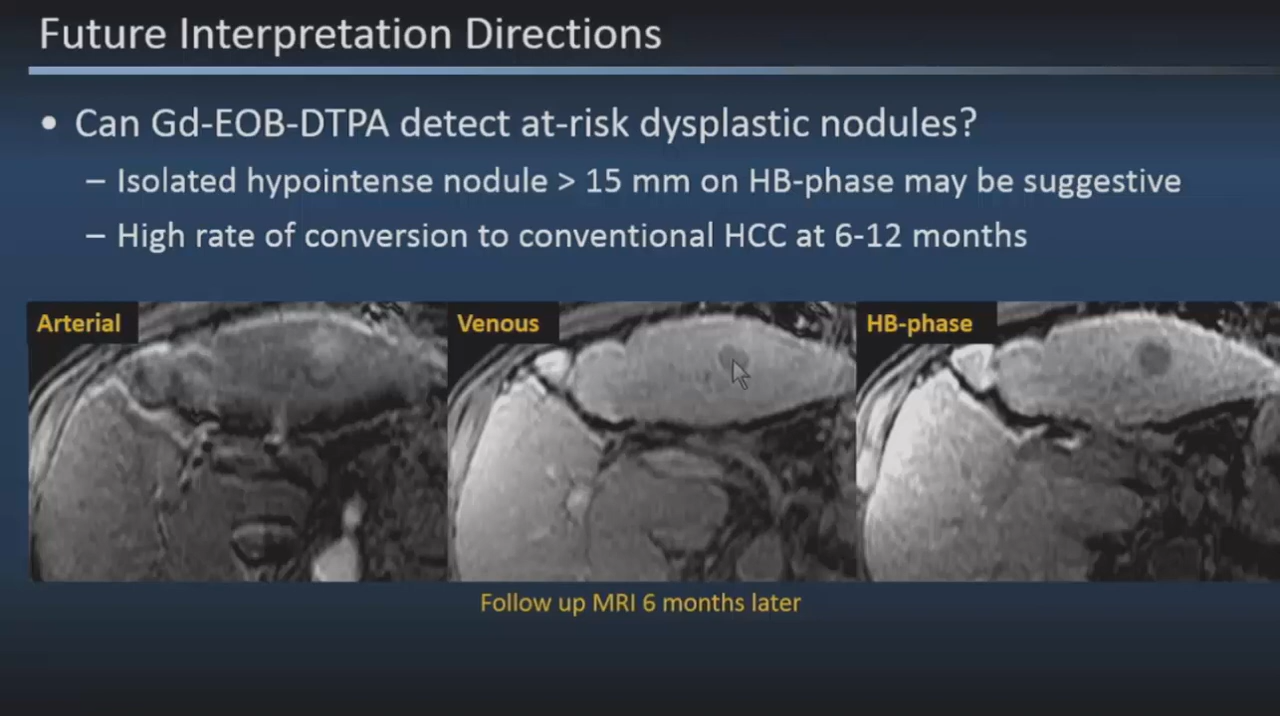 Future Interpretation Directions
• Can Gd-EOB-DTPA detect at-risk dysplastic nodules?
– Isolated hypointense nodule > 15 mm on HB-phase may be suggestive
– High rate of conversion to conventional HCC at 6-12 months
Arterial
Venous
HB-phase
Follow up MRI 6 months later